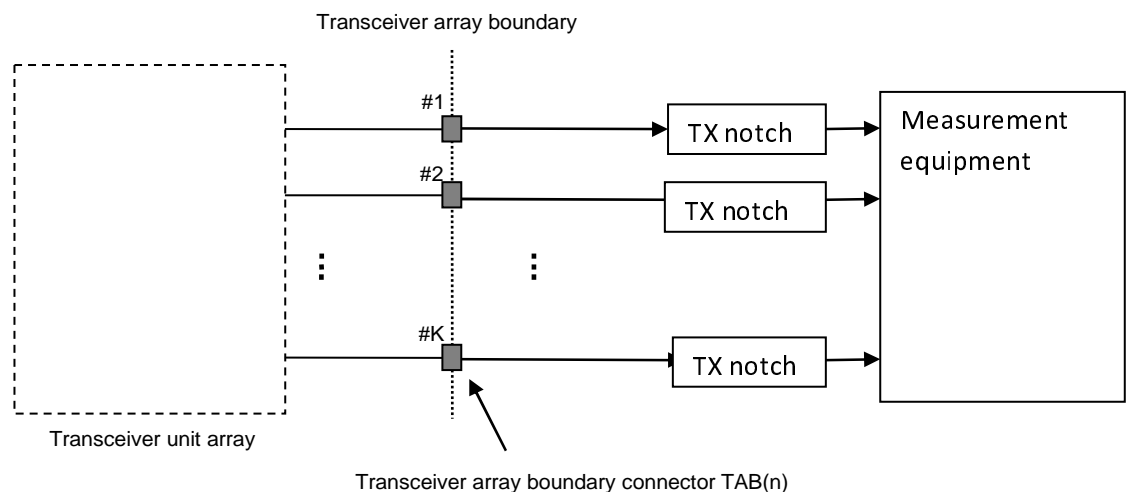 Transceiver array boundary
#1
TX notch
Measurement
equipment
#2
TX notch
#K
TX notch
Transceiver unit array
Transceiver array boundary connector TAB(n)